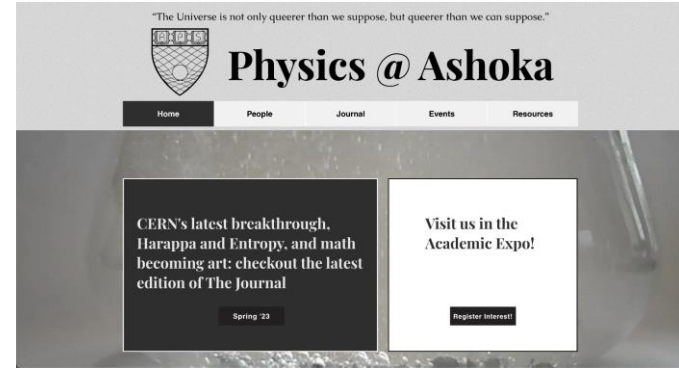 "The Universe is not only queerer than we suppose, but queerer than we can suppose."
A P S
Physics @ Ashoka
Home People Journal Events Resources
CERN's latest breakthrough,
Harappa and Entropy, and math
becoming art: checkout the latest
edition of The Journal
Spring '23
Visit us in the
Academic Expo!
Register Interest!